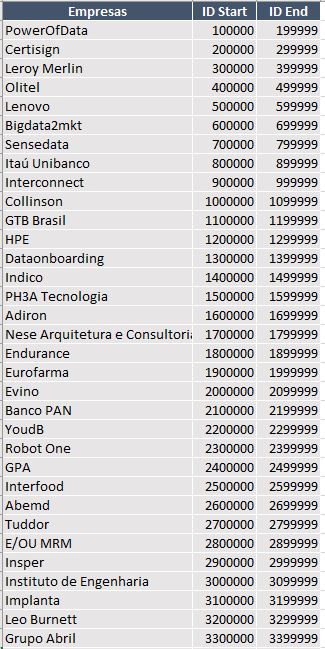 Empresas ID Start ID End
PowerOfData 100000 199999
Certisign 200000 299999
Leroy Merlin 300000 399999
Olitel 400000 499999
Lenovo 500000 599999
Bigdata2mkt 600000 699999
Sensedata 700000 799999
Itaú Unibanco 800000 899999
Interconnect 900000 999999
Collinson 1000000 1099999
GTB Brasil 1100000 1199999
HPE 1200000 1299999
Dataonboarding 1300000 1399999
Indico 1400000 1499999
PH3A Tecnologia 1500000 1599999
Adiron 1600000 1699999
Nese Arquitetura e Consultoria 1700000 1799999
Endurance 1800000 1899999
Eurofarma 1900000 1999999
Evino 2000000 2099999
Banco PAN 2100000 2199999
YoudB 2200000 2299999
Robot One 2300000 2399999
GPA 2400000 2499999
Interfood 2500000 2599999
Abemd 2600000 2699999
Tuddor 2700000 2799999
E/OU MRM 2800000 2899999
Insper 2900000 2999999
Instituto de Engenharia 3000000 3099999
Implanta 3100000 3199999
Leo Burnett 3200000 3299999
Grupo Abril 3300000 3399999